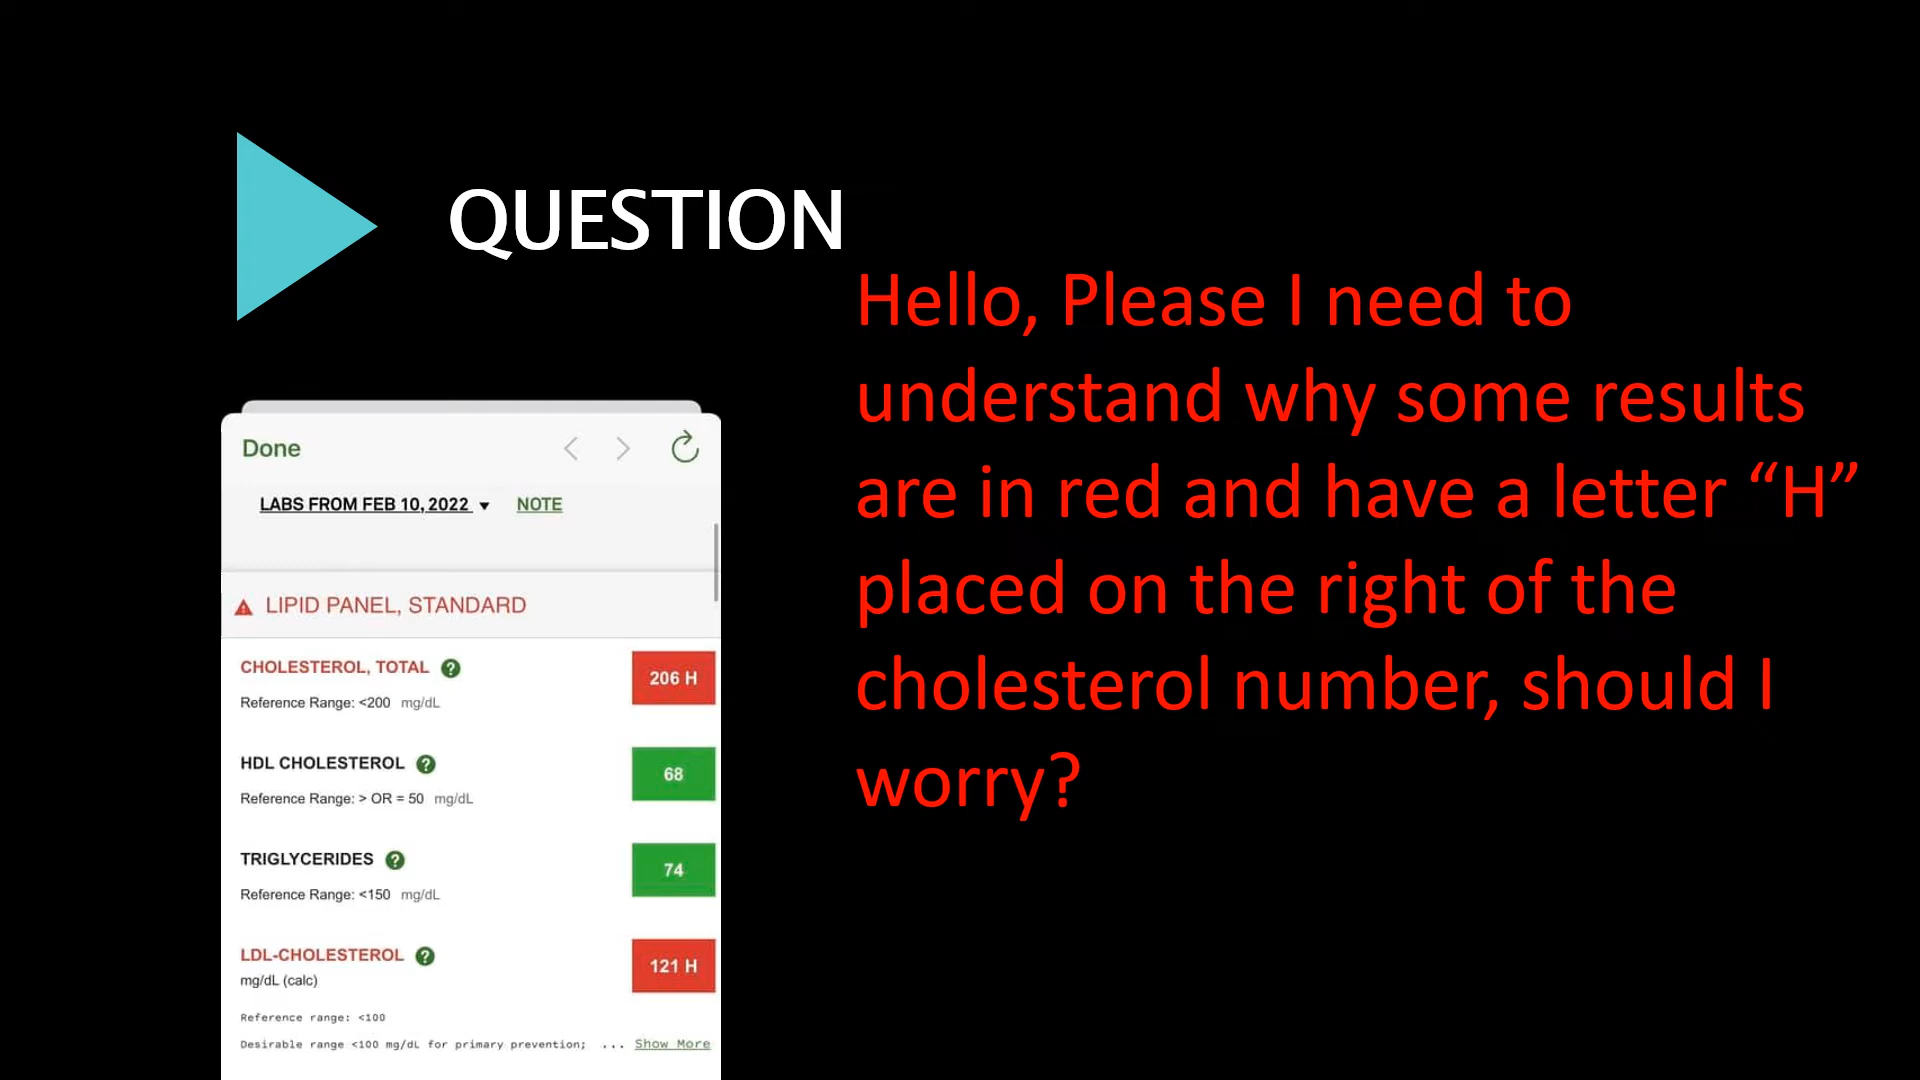 QUESTION
Hello, Please I need to
understand why some results
are in red and have a letter “H”
placed on the right of the
cholesterol number, should I
worry?
Done
LABS FROM FEB 10, 2022 NOTE
LIPID PANEL, STANDARD
CHOLESTEROL, TOTAL ? 206 H
Reference Range: <200 mg/dL
HDL CHOLESTEROL ? 68
Reference Range: > OR = 50 mg/dL
TRIGLYCERIDES ? 74
Reference Range: <150 mg/dL
LDL-CHOLESTEROL ? 121 H
mg/dL (calc)
Reference range: <100
Desirable range <100 mg/dL for primary prevention; ... Show More